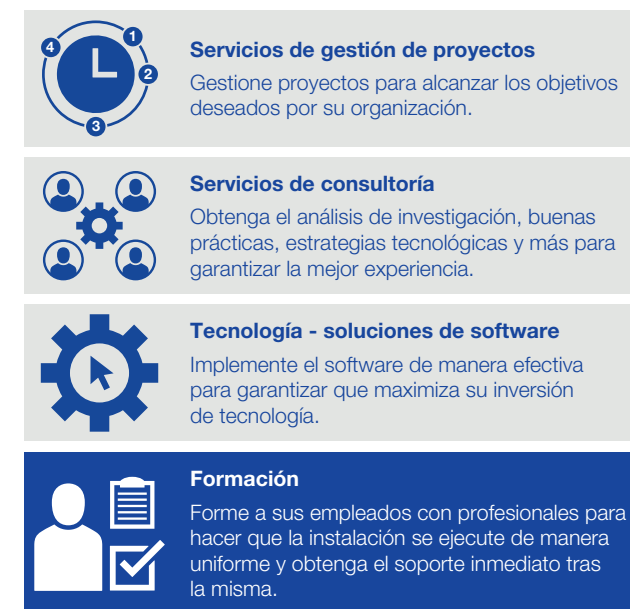 1
2
3
4
Servicios de gestión de proyectos
Gestione proyectos para alcanzar los objetivos
deseados por su organización.
Servicios de consultoría
Obtenga el análisis de investigación, buenas
prácticas, estrategias tecnológicas y más para
garantizar la mejor experiencia.
Tecnología - soluciones de software
Implemente el software de manera efectiva
para garantizar que maximiza su inversión
de tecnología.
Formación
Forme a sus empleados con profesionales para
hacer que la instalación se ejecute de manera
uniforme y obtenga el soporte inmediato tras
la misma.